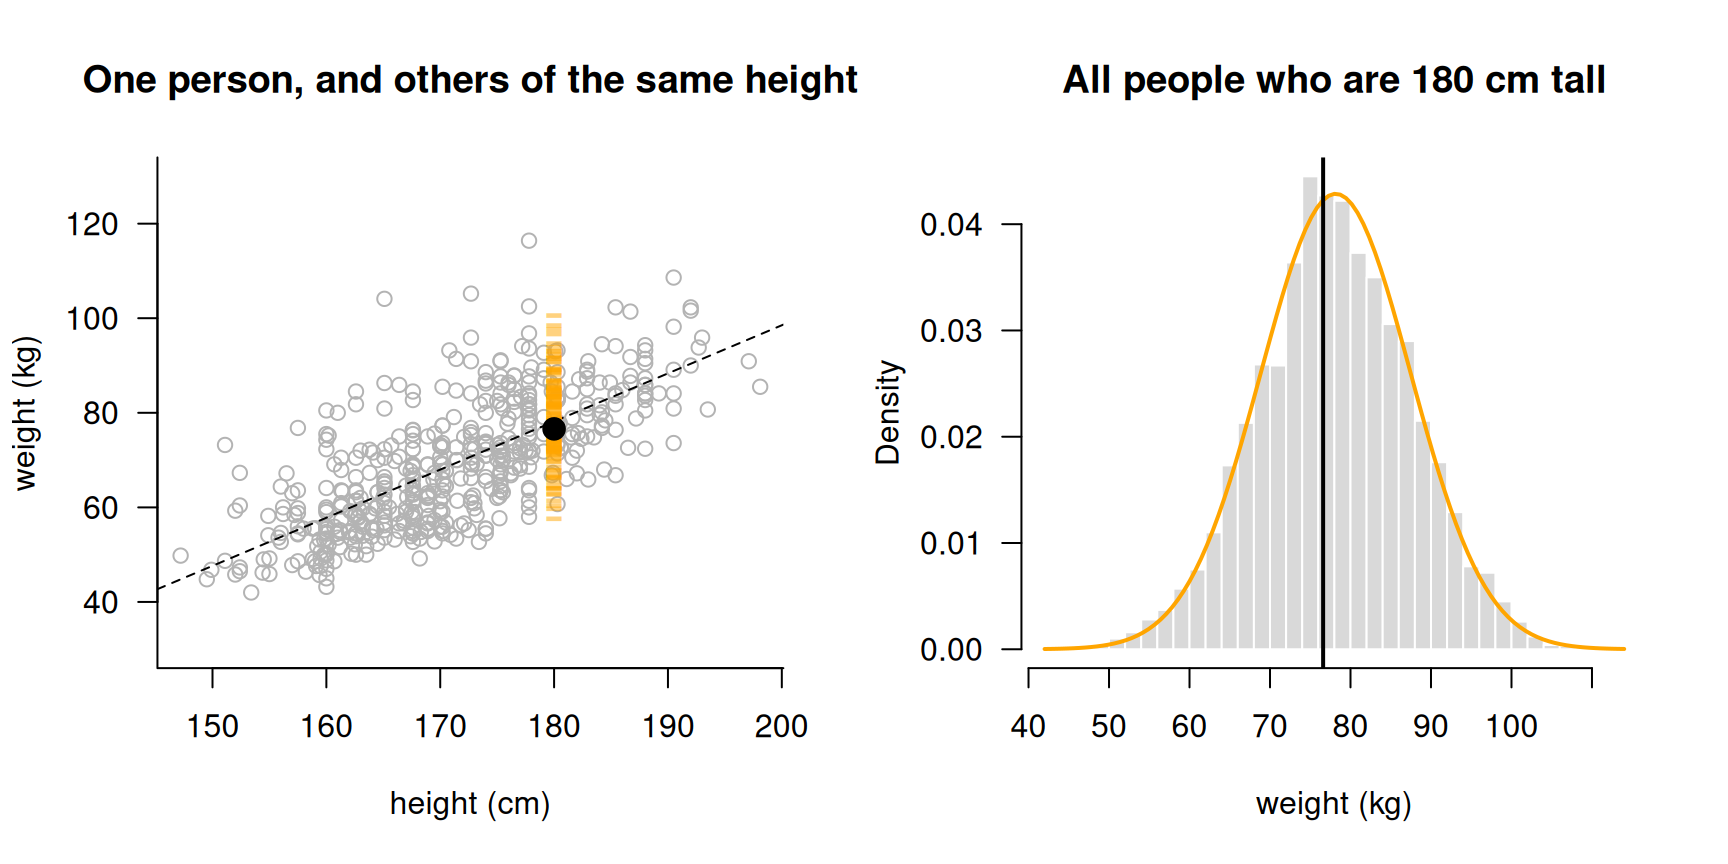 One person, and others of the same height
120
100
80
60
40
weight (kg)
150 160 170 180 190 200
height (cm)
All people who are 180 cm tall
0.04
0.03
0.02
0.01
0.00
Density
40 50 60 70 80 90 100
weight (kg)